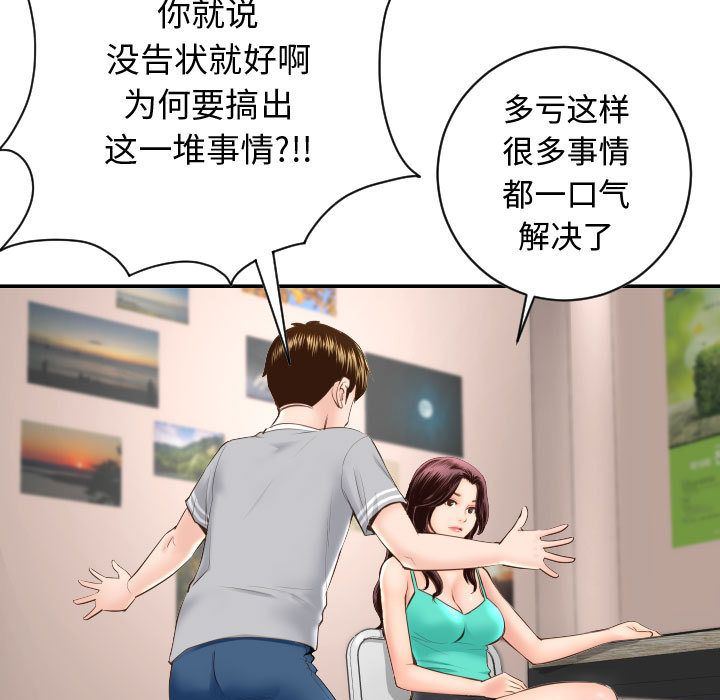 你就说
没告状就好啊
为何要搞出
这一堆事情?!!
多亏这样
很多事情
都一口气
解决了